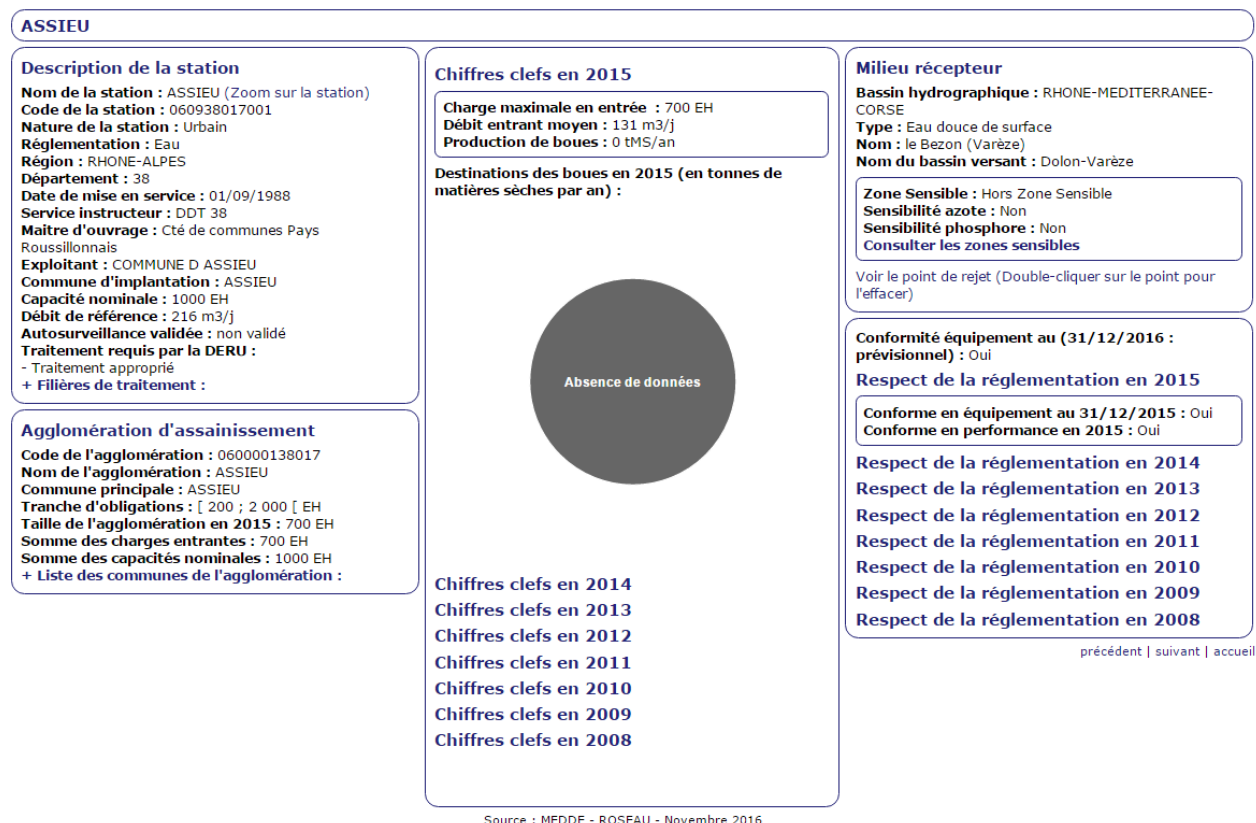 ASSIEU
Description de la station
Nom de la station : ASSIEU (Zoom sur la station)
Code de la station : 060938017001
Nature de la station : Urbain
Réglementation : Eau
Région : RHONE-ALPES
Département : 38
Date de mise en service : 01/09/1988
Service instructeur : DDT 38
Maitre d'ouvrage : Cté de communes Pays
Roussillonnais
Exploitant : COMMUNE D ASSIEU
Commune d'implantation : ASSIEU
Capacité nominale : 1000 EH
Débit de référence : 216 m3/j
Autosurveillance validée : non validé
Traitement requis par la DERU :
- Traitement approprié
+ Filières de traitement :
Agglomération d'assainissement
Code de l'agglomération : 060000138017
Nom de l'agglomération : ASSIEU
Commune principale : ASSIEU
Tranche d'obligations : [ 200 ; 2 000 [ EH
Taille de l'agglomération en 2015 : 700 EH
Somme des charges entrantes : 700 EH
Somme des capacités nominales : 1000 EH
+ Liste des communes de l'agglomération :
Chiffres clefs en 2015
Charge maximale en entrée : 700 EH
Débit entrant moyen : 131 m3/j
Production de boues : 0 tMS/an
Destinations des boues en 2015 (en tonnes de
matières sèches par an) :
Absence de données
Chiffres clefs en 2014
Chiffres clefs en 2013
Chiffres clefs en 2012
Chiffres clefs en 2011
Chiffres clefs en 2010
Chiffres clefs en 2009
Chiffres clefs en 2008
Milieu récepteur
Bassin hydrographique : RHONE-MEDITERRANEE-
CORSE
Type : Eau douce de surface
Nom : le Bezon (Varèze)
Nom du bassin versant : Dolon-Varèze
Zone Sensible : Hors Zone Sensible
Sensibilité azote : Non
Sensibilité phosphore : Non
Consulter les zones sensibles
Voir le point de rejet (Double-cliquer sur le point pour
l'effacer)
Conformité équipement au (31/12/2016 :
prévisionnel) : Oui
Respect de la réglementation en 2015
Conforme en équipement au 31/12/2015 : Oui
Conforme en performance en 2015 : Oui
Respect de la réglementation en 2014
Respect de la réglementation en 2013
Respect de la réglementation en 2012
Respect de la réglementation en 2011
Respect de la réglementation en 2010
Respect de la réglementation en 2009
Respect de la réglementation en 2008
précédent | suivant | accueil
Source : MEDDE - ROSEAU - Novembre 2016